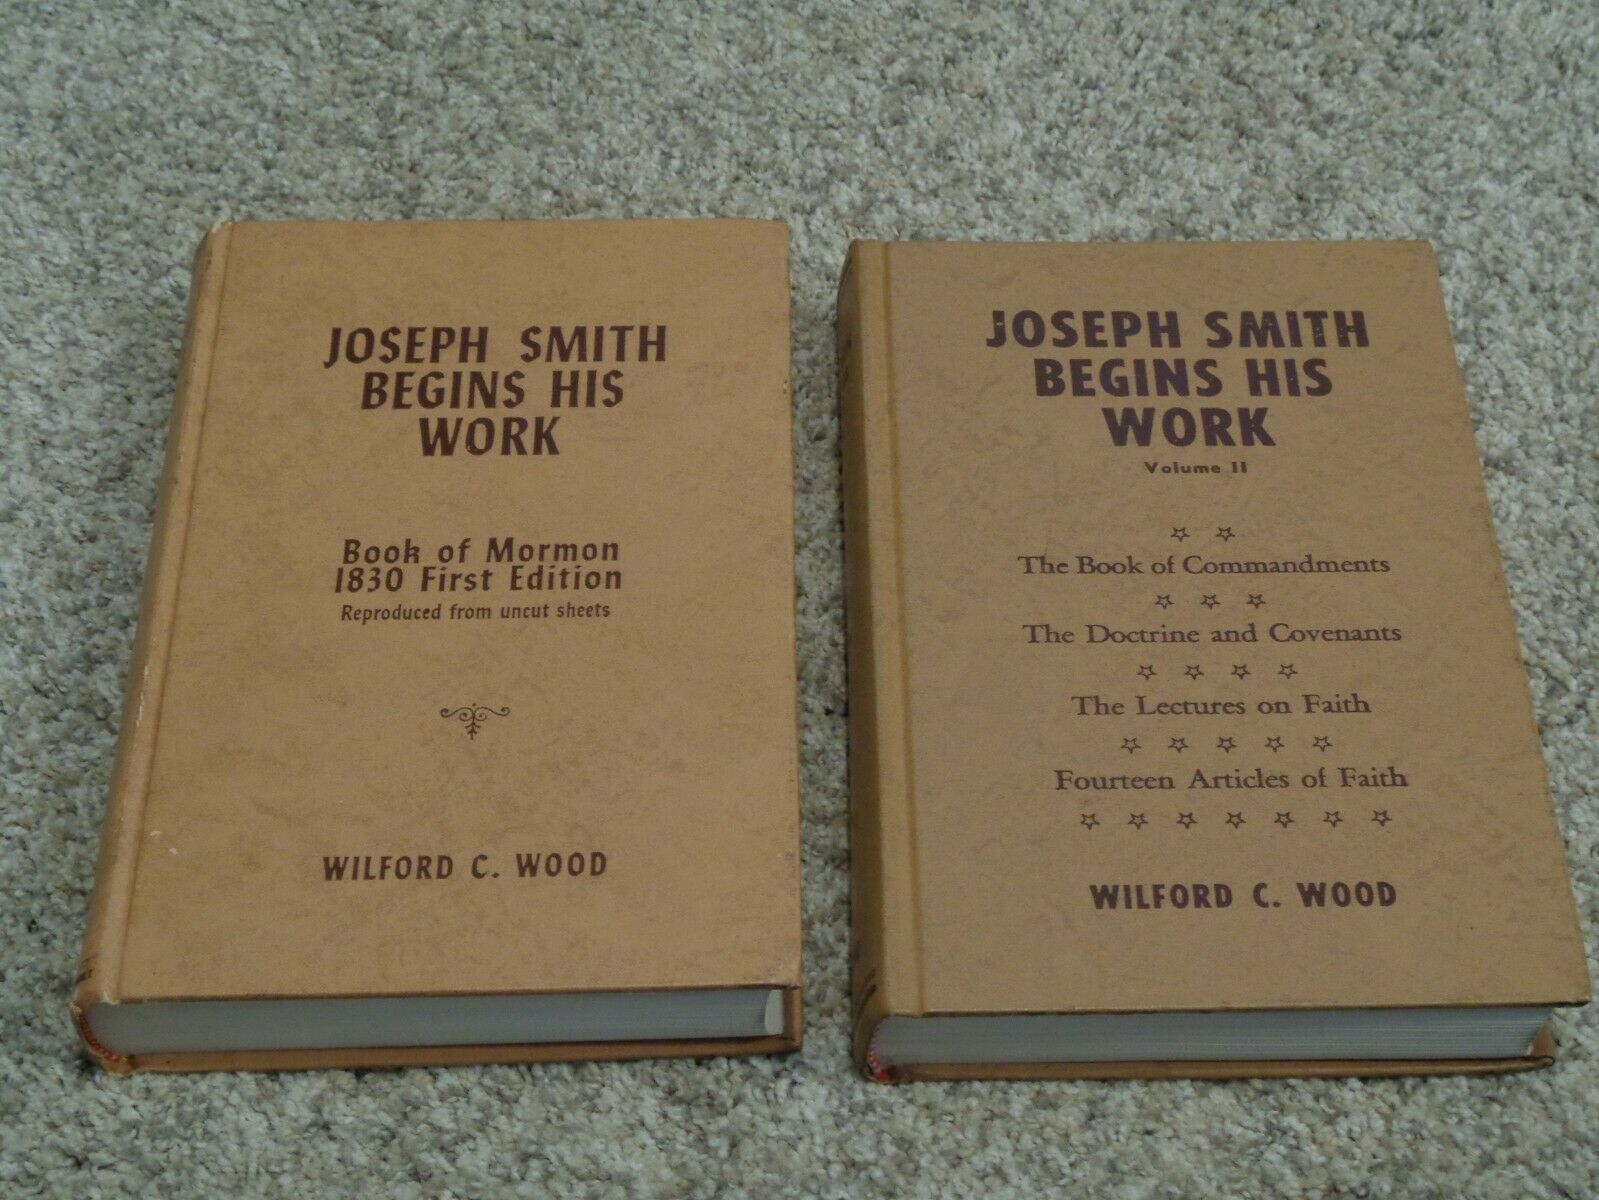 JOSEPH SMITH
BEGINS HIS
WORK
Book of Mormon
1830 First Edition
Reproduced from uncut sheets
WILFORD C. WOOD
JOSEPH SMITH
BEGINS HIS
WORK
Volume II
The Book of Commandments
The Doctrine and Covenants
The Lectures on Faith
Fourteen Articles of Faith
WILFORD C. WOOD